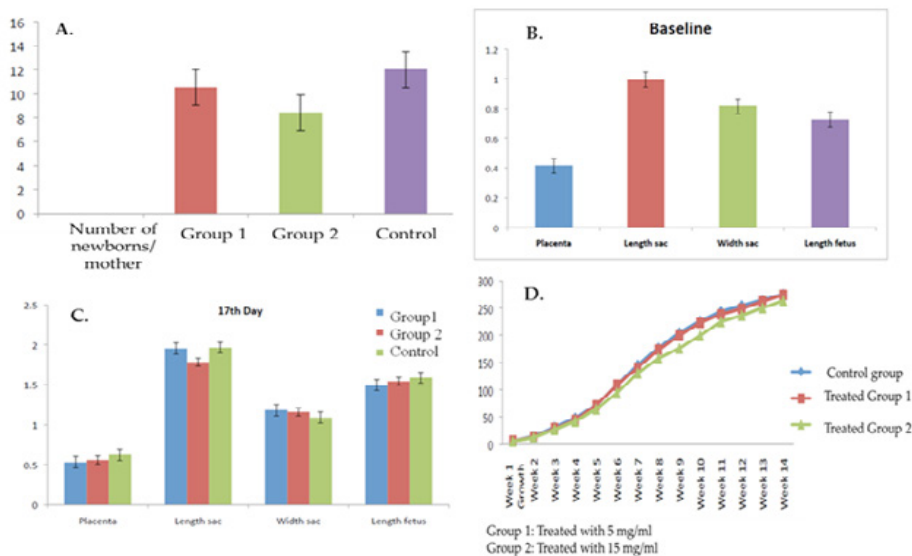 A.
16
14
12
10
8
6
4
2
0
Number of
newborns/
mother
Group 1
Group 2
Control
B.
Baseline
1.2
1
0.8
0.6
0.4
0.2
0
Placenta
Length sac
Width sac
Length fetus
C.
17th Day
2.5
2
1.5
1
0.5
0
Group1
Group 2
Control
Placenta
Length sac
Width sac
Length fetus
D.
300
250
200
150
100
50
0
Week 1
Growth
Week 2
Week 3
Week 4
Week 5
Week 6
Week 7
Week 8
Week 9
Week 10
Week 11
Week 12
Week 13
Week 14
Control group
Treated Group 1
Treated Group 2
Group 1: Treated with 5 mg/ml
Group 2: Treated with 15 mg/ml